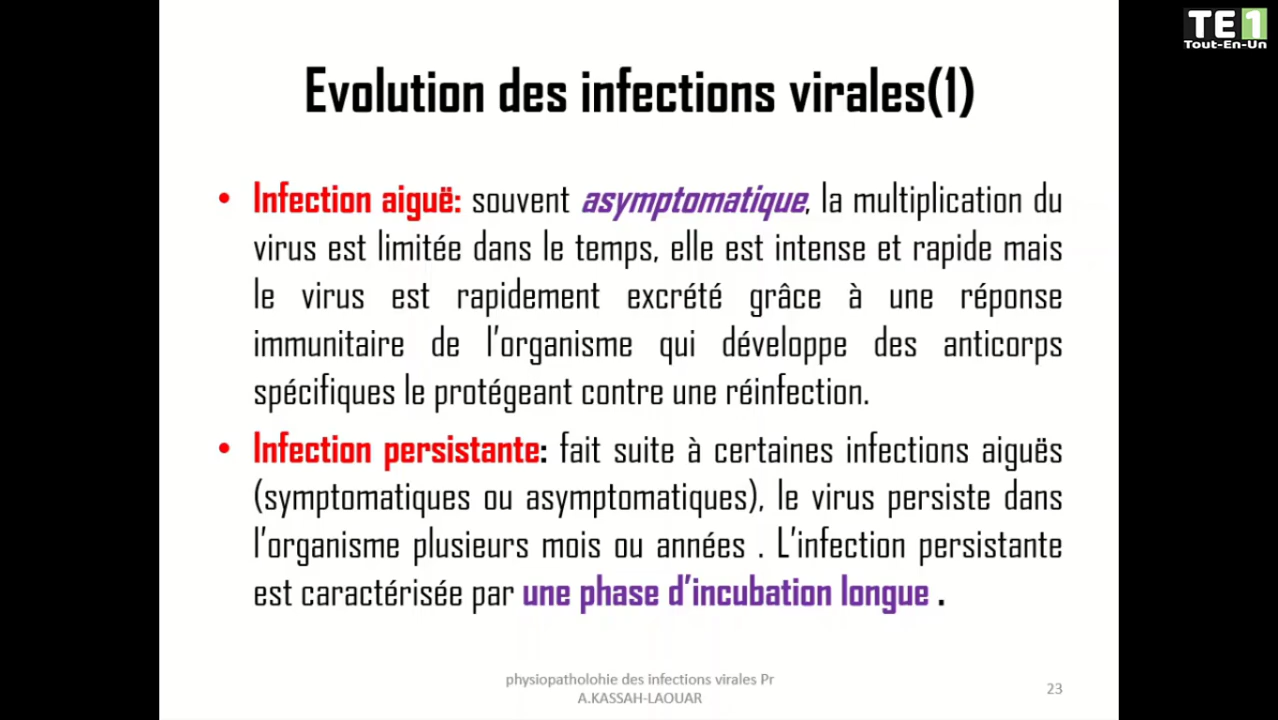 TE1
Tout-En-Un
Evolution des infections virales(1)
• Infection aiguë: souvent asymptomatique, la multiplication du
virus est limitée dans le temps, elle est intense et rapide mais
le virus est rapidement excrété grâce à une réponse
immunitaire de l'organisme qui développe des anticorps
spécifiques le protégeant contre une réinfection.
• Infection persistante: fait suite à certaines infections aiguës
(symptomatiques ou asymptomatiques), le virus persiste dans
l'organisme plusieurs mois ou années . L'infection persistante
est caractérisée par une phase d'incubation longue .
physiopatholohie des infections virales Pr
A.KASSAH-LAOUAR
23